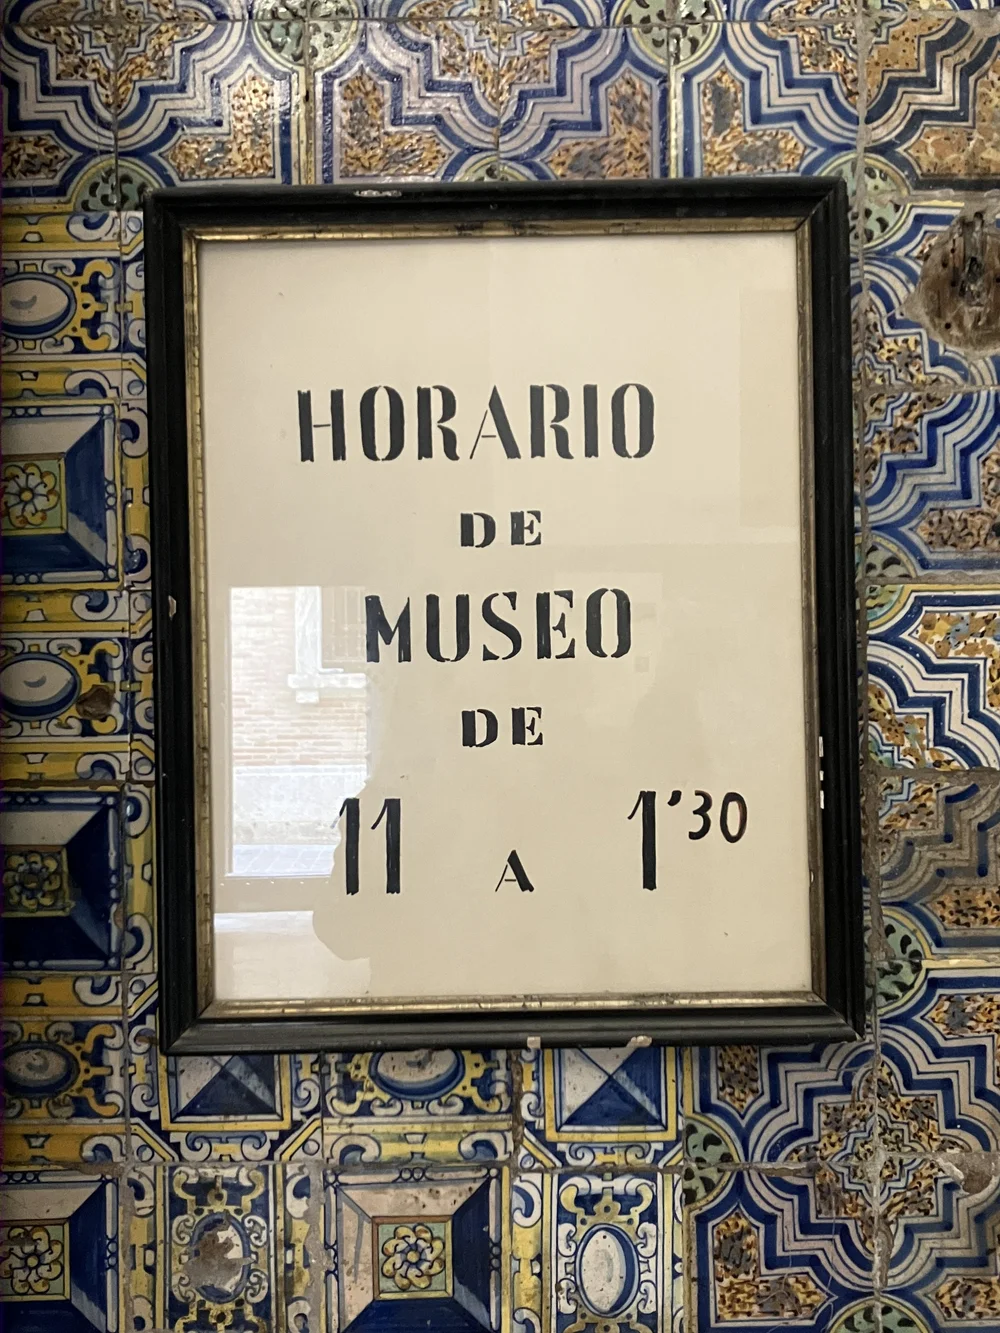 HORARIO
DE
MUSEO
DE
11 A 1'30